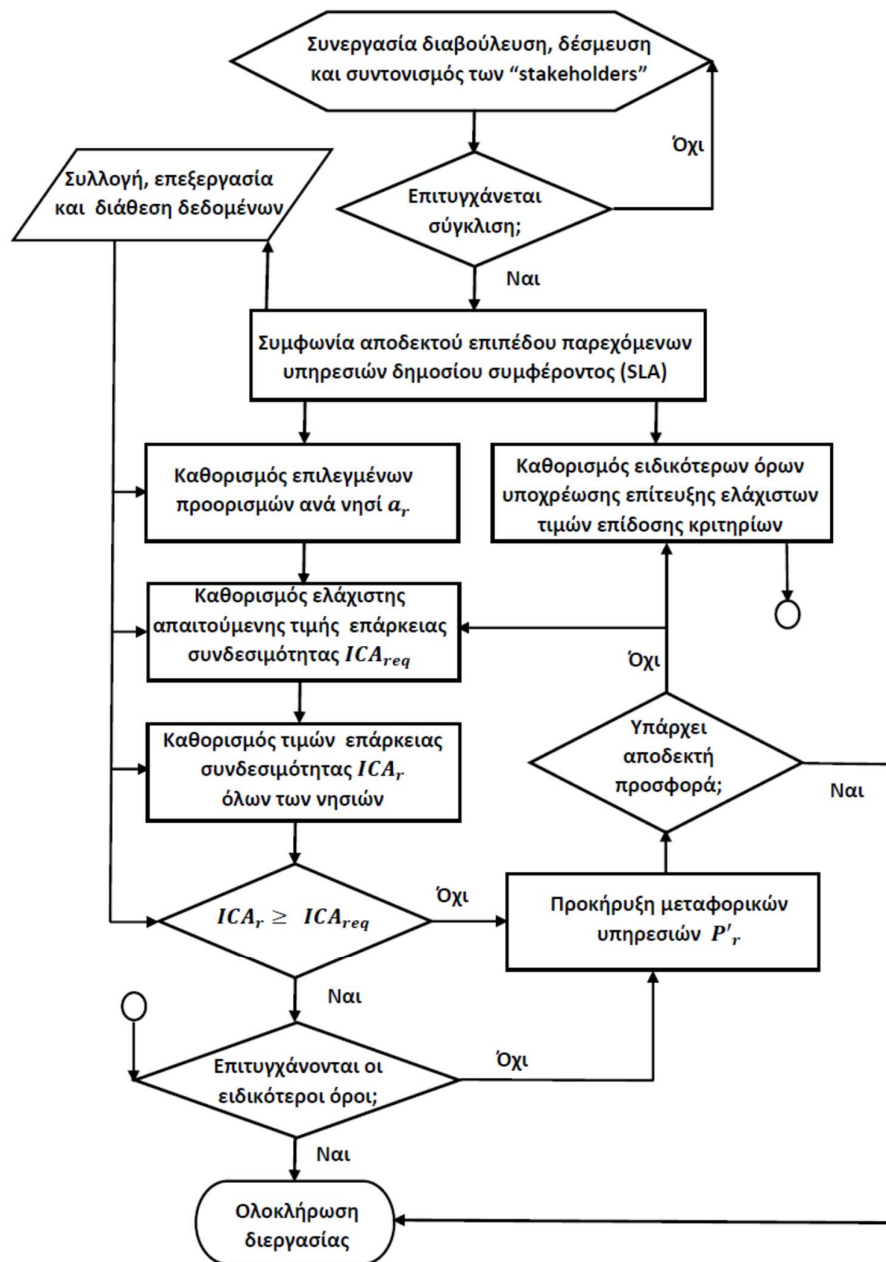 Συνεργασία διαβούλευση, δέσμευση
και συντονισμός των “stakeholders”
Όχι
Συλλογή, επεξεργασία
και διάθεση δεδομένων
Επιτυγχάνεται
σύγκλιση;
Ναι
Συμφωνία αποδεκτού επιπέδου παρεχόμενων
υπηρεσιών δημοσίου συμφέροντος (SLA)
Καθορισμός επιλεγμένων
προορισμών ανά νησί a_r
Καθορισμός ειδικότερων όρων
υποχρέωσης επίτευξης ελάχιστων
τιμών επίδοσης κριτηρίων
Καθορισμός ελάχιστης
απαιτούμενης τιμής επάρκειας
συνδεσιμότητας ICA_req
Όχι
Καθορισμός τιμών επάρκειας
συνδεσιμότητας ICA_r
όλων των νησιών
Υπάρχει
αποδεκτή
προσφορά;
Ναι
ICA_r ≥ ICA_req
Όχι
Προκήρυξη μεταφορικών
υπηρεσιών P'_r
Ναι
Επιτυγχάνονται οι
ειδικότεροι όροι;
Όχι
Ναι
Ολοκλήρωση
διεργασίας